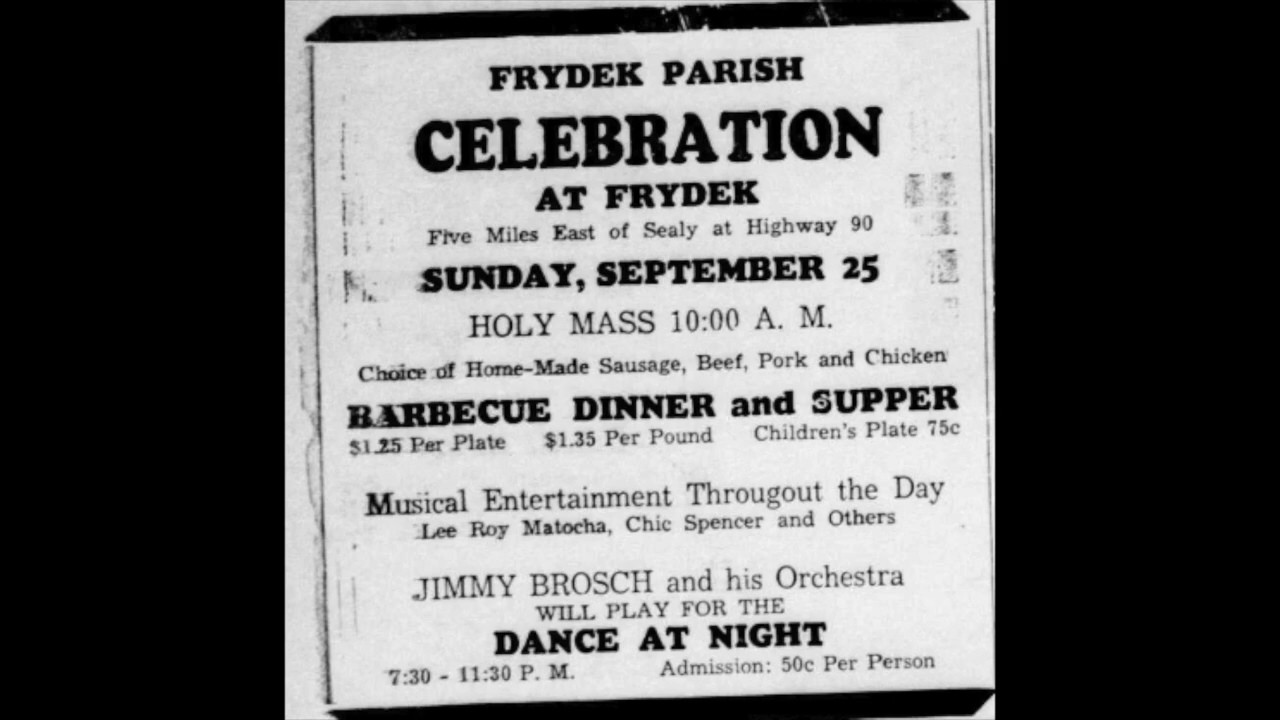 FRYDEK PARISH
CELEBRATION
AT FRYDEK
Five Miles East of Sealy at Highway 90
SUNDAY, SEPTEMBER 25
HOLY MASS 10:00 A. M.
Choice of Home-Made Sausage, Beef, Pork and Chicken
BARBECUE DINNER and SUPPER
$1.25 Per Plate $1.35 Per Pound Children's Plate 75c
Musical Entertainment Througout the Day
Lee Roy Matocha, Chic Spencer and Others
JIMMY BROSCH and his Orchestra
WILL PLAY FOR THE
DANCE AT NIGHT
7:30 - 11:30 P. M. Admission: 50c Per Person